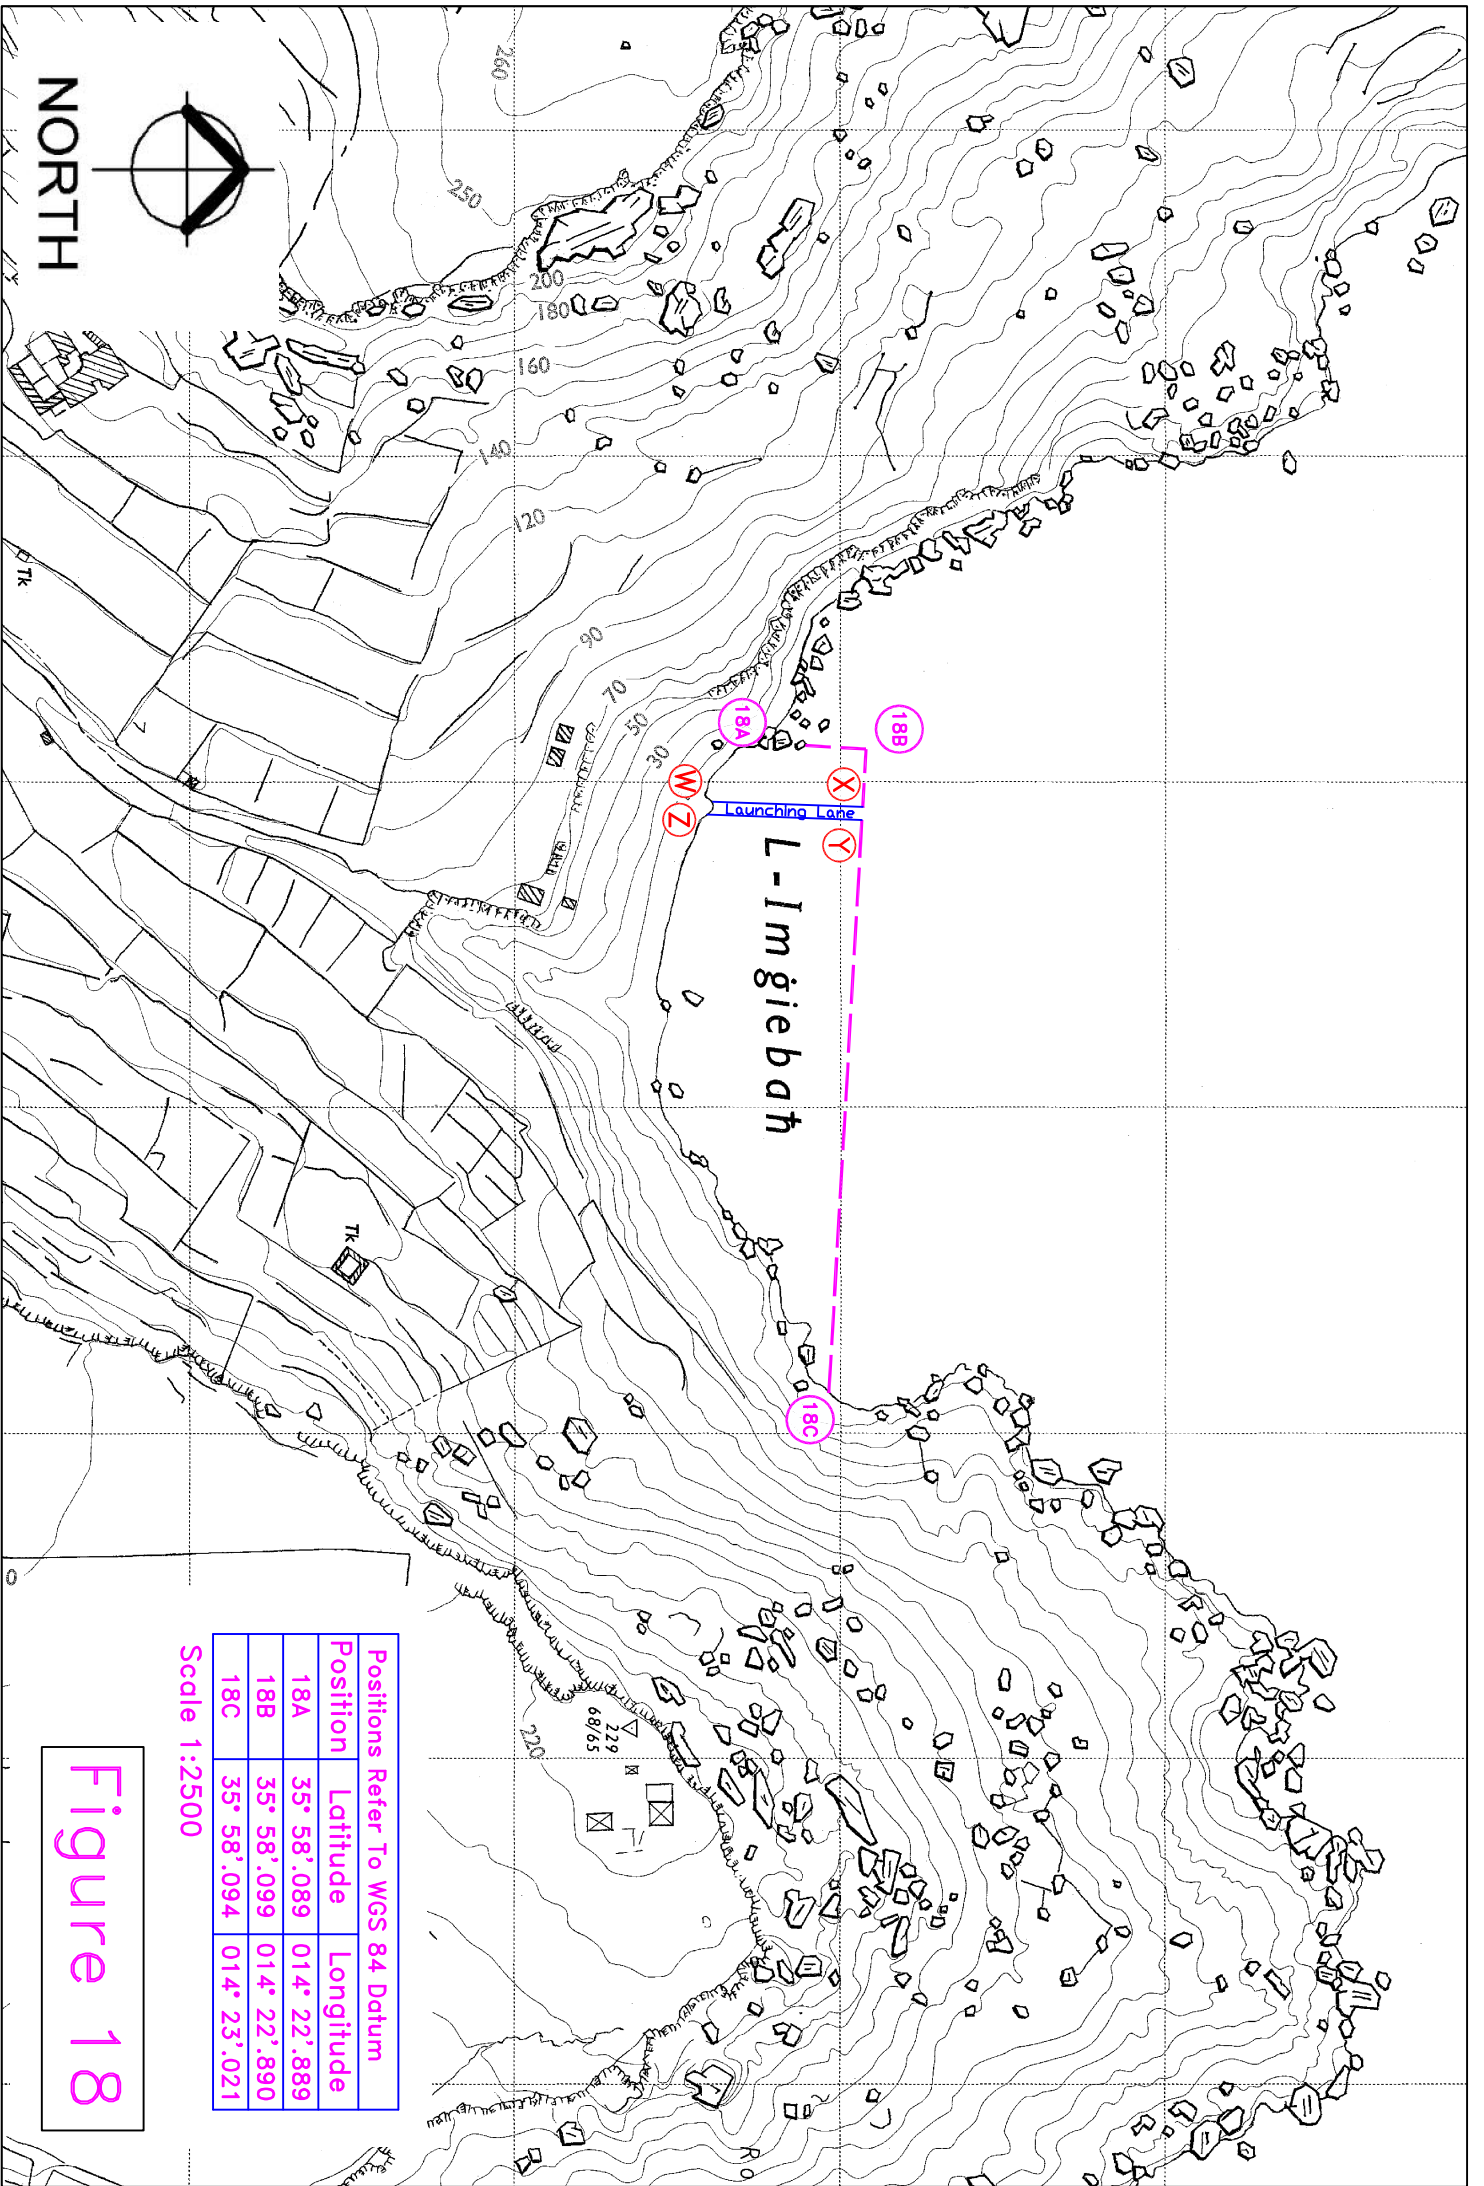 NORTH
260
250
200
180
160
140
120
90
70
50
30
Tk
18A
18B
W
X
Z
Y
Launching Lane
L-Imġiebaħ
18C
Tk
220
229
68/65
0
Ro
Positions Refer To WGS 84 Datum
Position Latitude Longitude
18A 35° 58'.089 014° 22'.889
18B 35° 58'.099 014° 22'.890
18C 35° 58'.094 014° 23'.021
Scale 1:2500
Figure 18